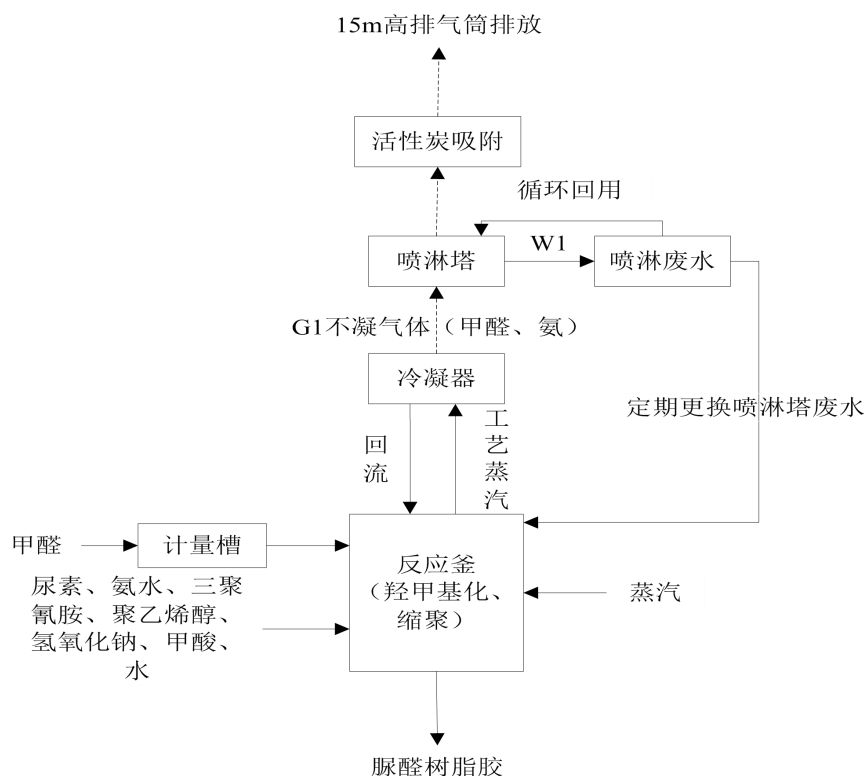 15m高排气筒排放
活性炭吸附
循环回用
喷淋塔
W1
喷淋废水
G1不凝气体（甲醛、氨）
冷凝器
定期更换喷淋塔废水
回流
工艺蒸汽
甲醛
计量槽
反应釜
（羟甲基化、
缩聚）
尿素、氨水、三聚
氰胺、聚乙烯醇、
氢氧化钠、甲酸、
水
蒸汽
脲醛树脂胶